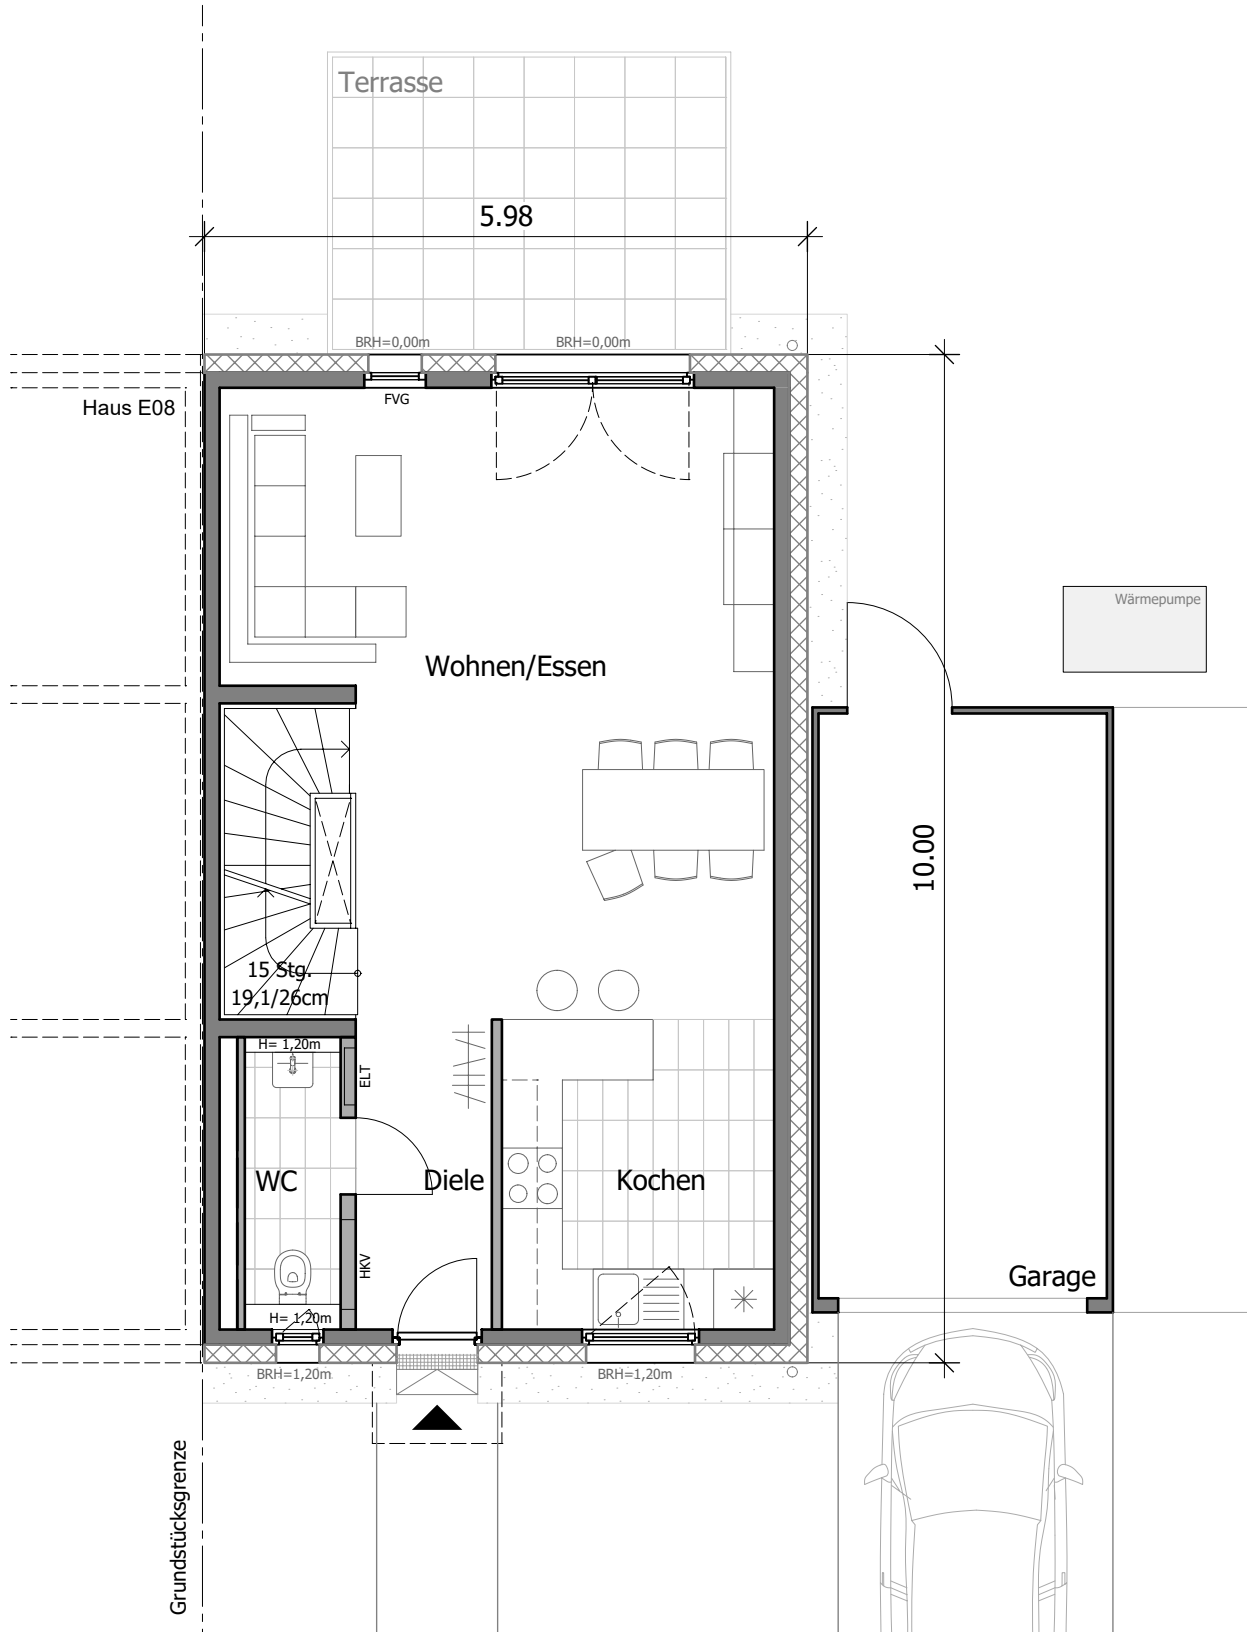 Terrasse
5.98
BRH=0,00m
BRH=0,00m
Haus E08
FVG
Wärmepumpe
Wohnen/Essen
10.00
15 Stg.
19,1/26cm
H= 1,20m
ELT
WC
Diele
Kochen
HKV
Garage
H= 1,20m
BRH=1,20m
BRH=1,20m
Grundstücksgrenze